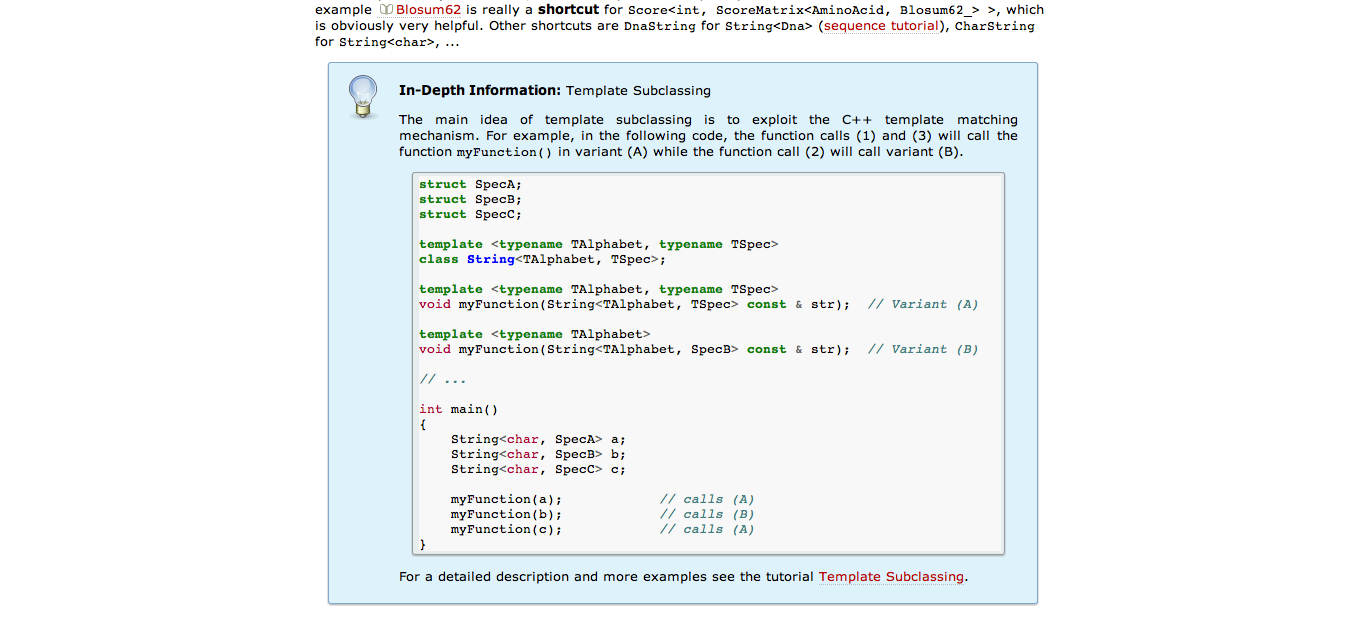 example Blosum62 is really a shortcut for Score<int, ScoreMatrix<AminoAcid, Blosum62_> >, which
is obviously very helpful. Other shortcuts are DnaString for String<Dna> (sequence tutorial), CharString
for String<char>, ...
In-Depth Information: Template Subclassing
The main idea of template subclassing is to exploit the C++ template matching
mechanism. For example, in the following code, the function calls (1) and (3) will call the
function myFunction() in variant (A) while the function call (2) will call variant (B).
struct SpecA;
struct SpecB;
struct SpecC;
template <typename TAlphabet, typename TSpec>
class String<TAlphabet, TSpec>;
template <typename TAlphabet, typename TSpec>
void myFunction(String<TAlphabet, TSpec> const & str);  // Variant (A)
template <typename TAlphabet>
void myFunction(String<TAlphabet, SpecB> const & str);  // Variant (B)
// ...
int main()
{
    String<char, SpecA> a;
    String<char, SpecB> b;
    String<char, SpecC> c;
    myFunction(a);            // calls (A)
    myFunction(b);            // calls (B)
    myFunction(c);            // calls (A)
}
For a detailed description and more examples see the tutorial Template Subclassing.